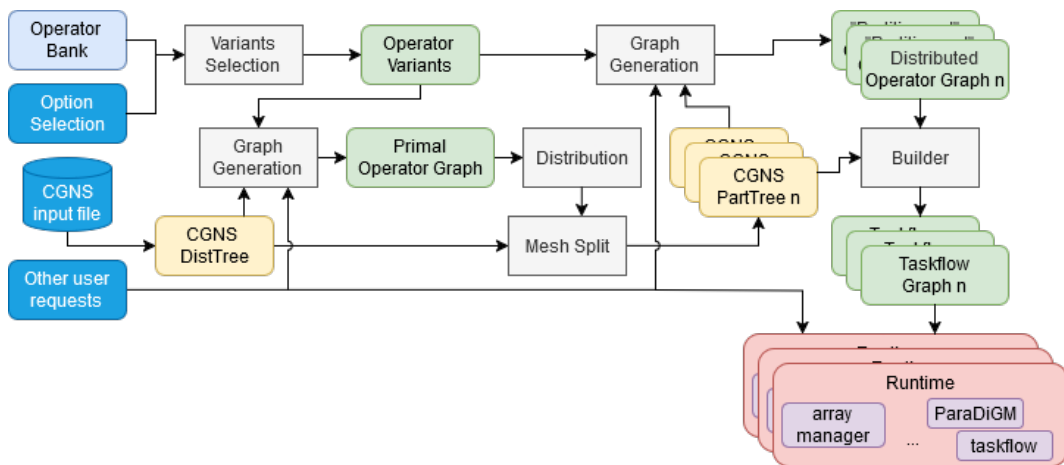 Operator
Bank
Variants
Selection
Operator
Variants
Graph
Generation
Distributed
Operator Graph n
Option
Selection
Graph
Generation
Primal
Operator Graph
Distribution
CGNS
CGNS
CGNS
PartTree n
Builder
CGNS
input file
CGNS
DistTree
Mesh Split
Taskflow
Graph n
Other user
requests
Runtime
array
manager
...
ParaDiGM
taskflow